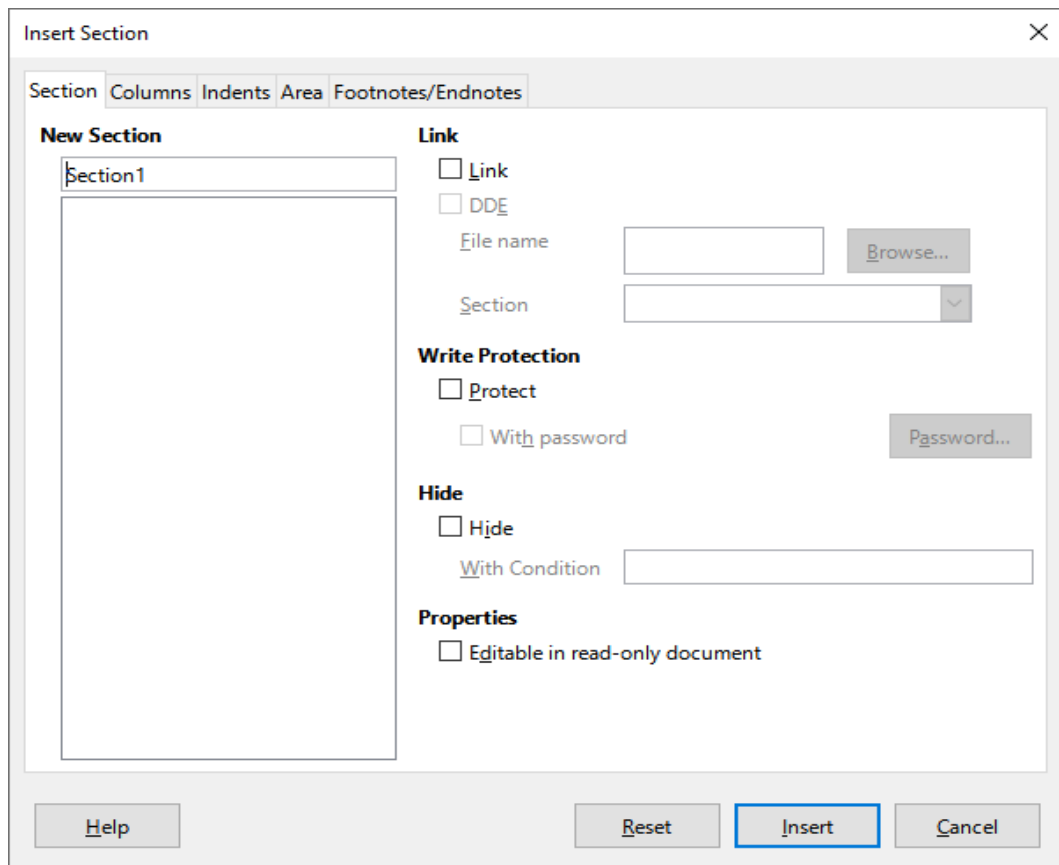 Insert Section
Section Columns Indents Area Footnotes/Endnotes
New Section
Section1
Link
Link
DDE
File name
Browse...
Section
Write Protection
Protect
With password
Password...
Hide
Hide
With Condition
Properties
Editable in read-only document
Help
Reset
Insert
Cancel